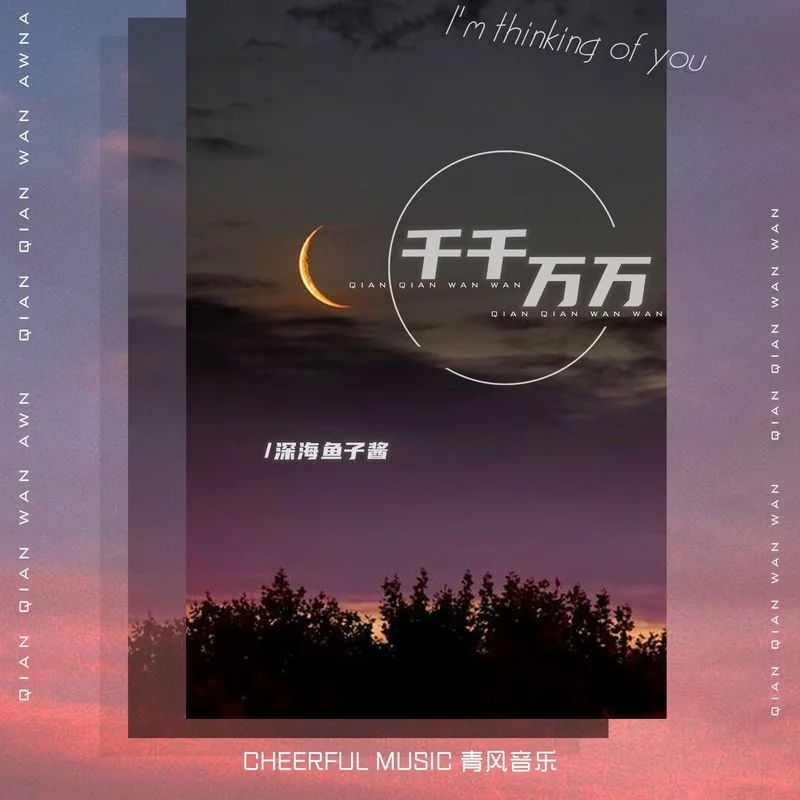 I'm thinking of you
千千
万万
QIAN QIAN WAN WAN
QIAN QIAN WAN WAN
/深海鱼子酱
QIAN QIAN WAN AWN QIAN QIAN WAN AWNA
QIAN QIAN WAN WAN QIAN QIAN WAN WAN
CHEERFUL MUSIC 青风音乐